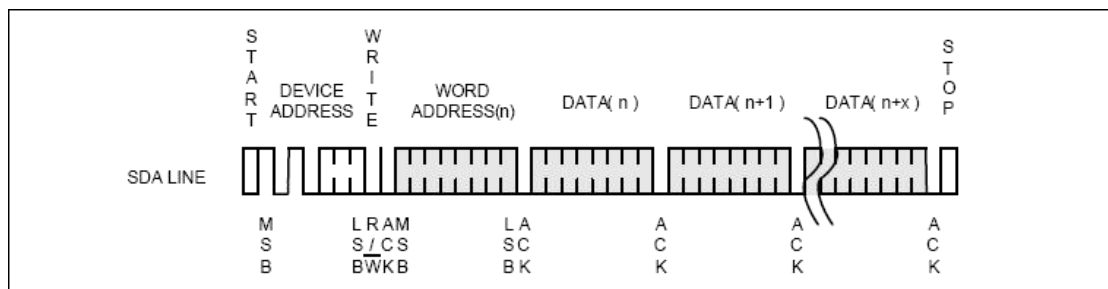 START
WRITE
STOP
DEVICE
ADDRESS
WORD
ADDRESS(n)
DATA( n )
DATA( n+1 )
DATA( n+x )
SDA LINE
MSB
LSB
R/W
ACK
MSB
LSB
ACK
ACK
ACK
ACK